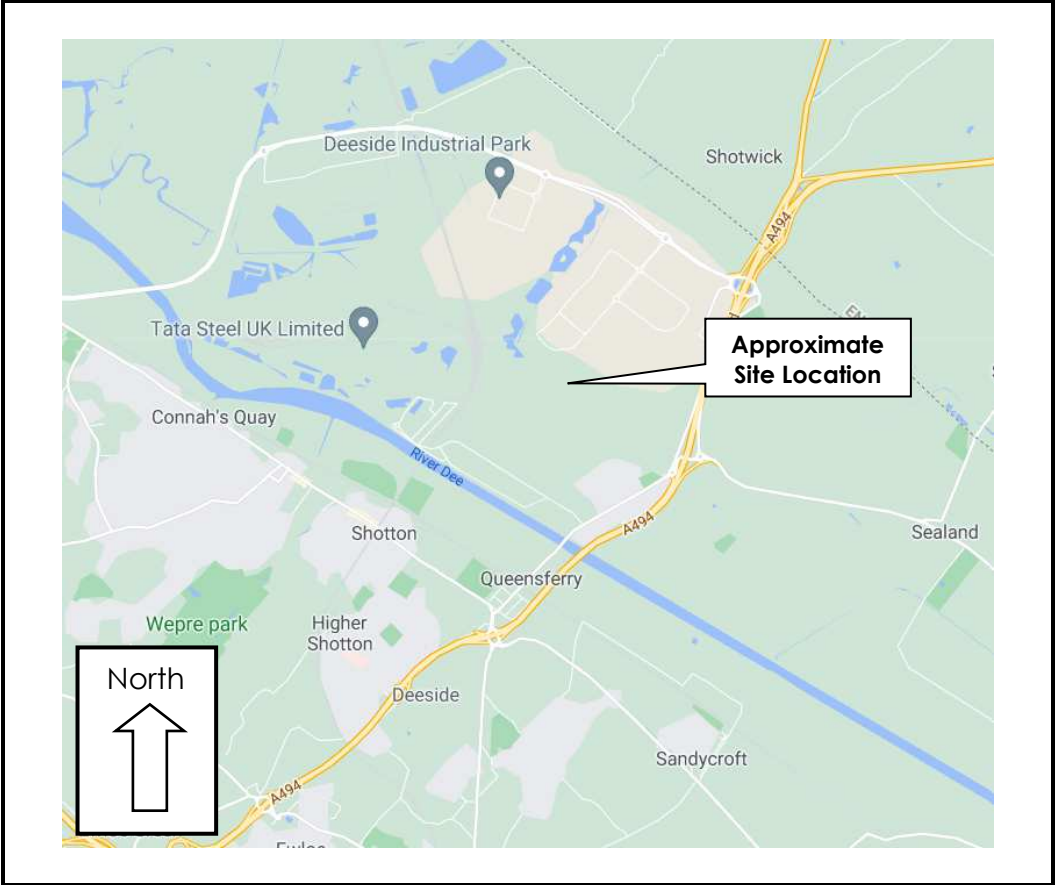 Deeside Industrial Park
Shotwick
A494
Tata Steel UK Limited
Approximate
Site Location
Connah's Quay
River Dee
A494
Shotton
Sealand
Queensferry
Wepre park
Higher
Shotton
North
Deeside
Sandycroft
A494